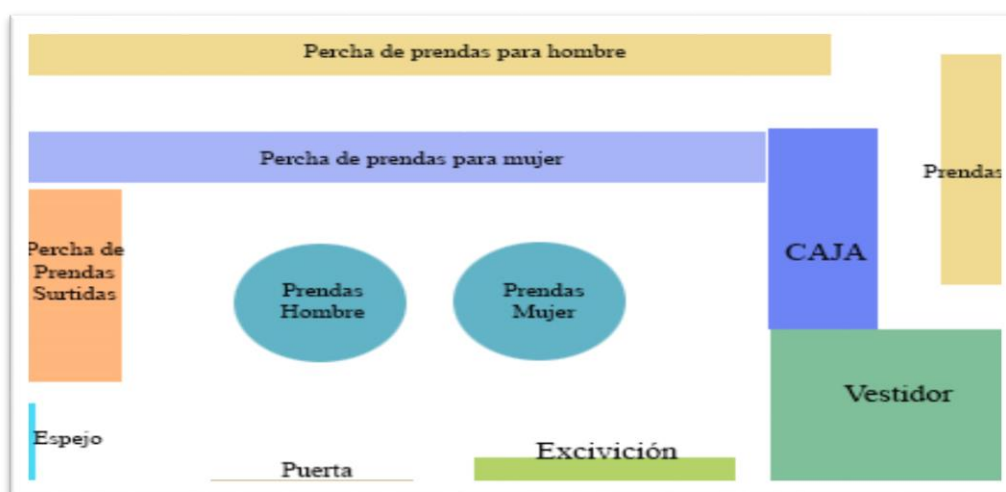 Percha de prendas para hombre
Percha de prendas para mujer
Prendas
Percha de
Prendas
Surtidas
CAJA
Prendas
Hombre
Prendas
Mujer
Vestidor
Espejo
Excivición
Puerta